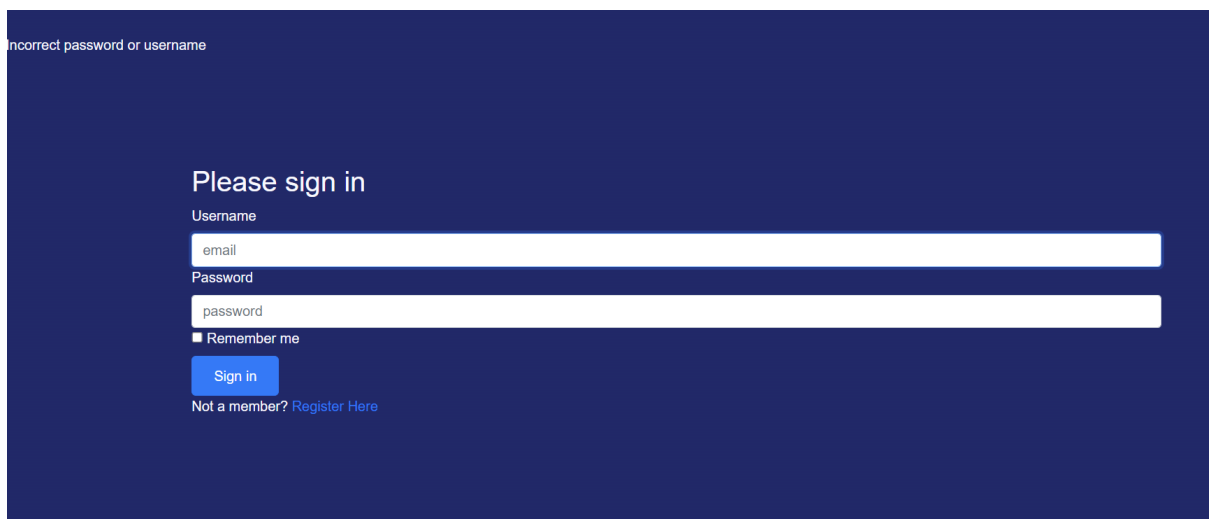 Incorrect password or username
Please sign in
Username
email
Password
password
Remember me
Sign in
Not a member? Register Here